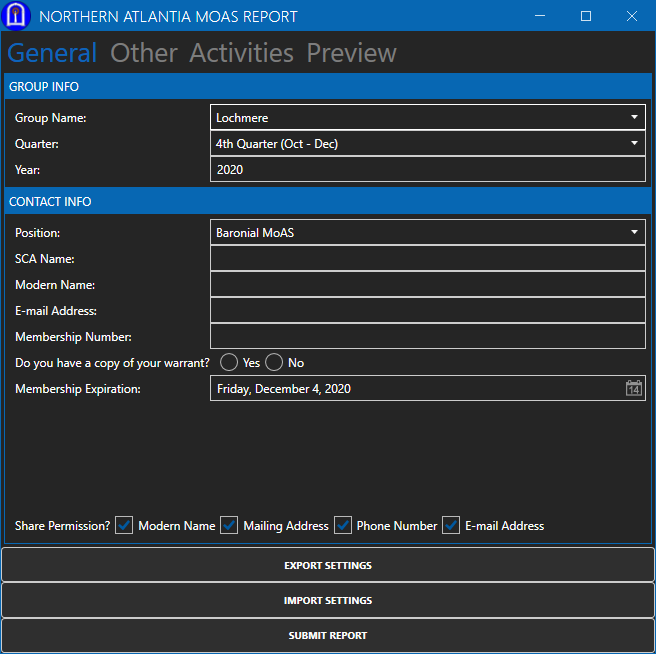 NORTHERN ATLANTIA MOAS REPORT
General Other Activities Preview
GROUP INFO
Group Name: Lochmere
Quarter: 4th Quarter (Oct - Dec)
Year: 2020
CONTACT INFO
Position: Baronial MoAS
SCA Name:
Modern Name:
E-mail Address:
Membership Number:
Do you have a copy of your warrant? Yes No
Membership Expiration: Friday, December 4, 2020 14
Share Permission? Modern Name Mailing Address Phone Number E-mail Address
EXPORT SETTINGS
IMPORT SETTINGS
SUBMIT REPORT